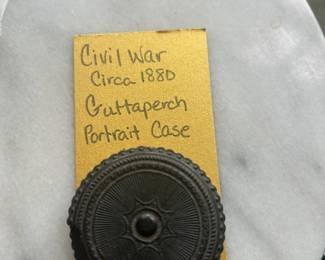 Civil War
Circa 1880
Guttaperch
Portrait Case